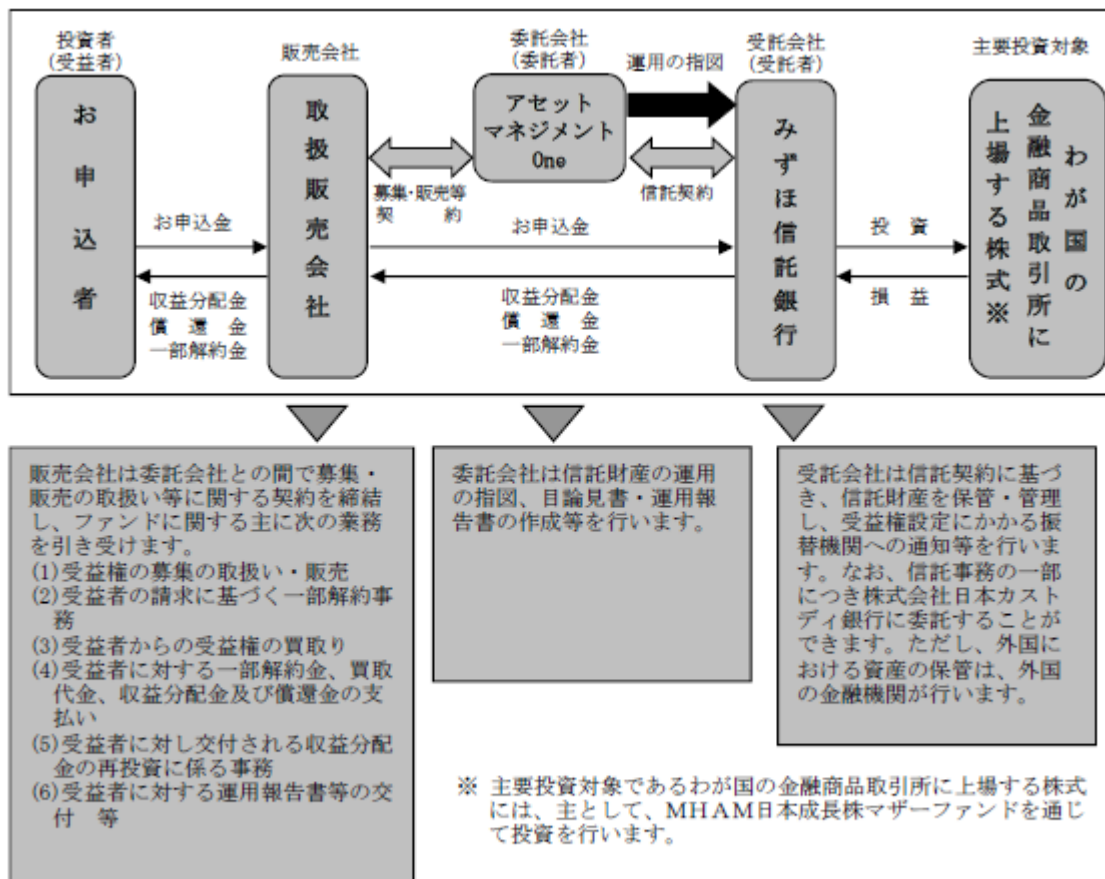 投資者
(受益者)
お申込者
販売会社
取扱販売会社
委託会社
(委託者)
アセット
マネジメント
One
運用の指図
受託会社
(受託者)
みずほ信託銀行
主要投資対象
わが国の
金融商品取引所に
上場する株式※
募集・販売等
契　　　約
信託契約
お申込金
収益分配金
償　還　金
一部解約金
お申込金
収益分配金
償　還　金
一部解約金
投　資
損　益
販売会社は委託会社との間で募集・
販売の取扱い等に関する契約を締結
し、ファンドに関する主に次の業務
を引き受けます。
(1)受益権の募集の取扱い・販売
(2)受益者の請求に基づく一部解約事
務
(3)受益者からの受益権の買取り
(4)受益者に対する一部解約金、買取
代金、収益分配金及び償還金の支
払い
(5)受益者に対し交付される収益分配
金の再投資に係る事務
(6)受益者に対する運用報告書等の交
付　等
委託会社は信託財産の運用
の指図、目論見書・運用報
告書の作成等を行います。
受託会社は信託契約に基づ
き、信託財産を保管・管理
し、受益権設定にかかる振
替機関への通知等を行いま
す。なお、信託事務の一部
につき株式会社日本カスト
ディ銀行に委託することが
できます。ただし、外国に
おける資産の保管は、外国
の金融機関が行います。
※ 主要投資対象であるわが国の金融商品取引所に上場する株式
には、主として、MHAM日本成長株マザーファンドを通じ
て投資を行います。